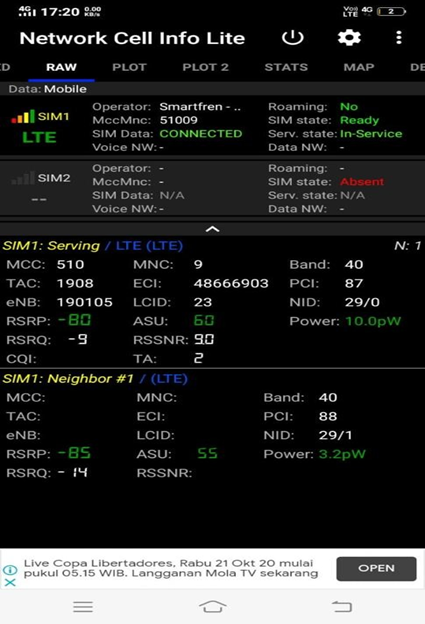 4G 17:20 0.00 KB/s VoLTE 4G 2
Network Cell Info Lite
ED RAW PLOT PLOT 2 STATS MAP DE
Data: Mobile
SIM1 LTE
Operator: Smartfren - .. Roaming: No
MccMnc: 51009 SIM state: Ready
SIM Data: CONNECTED Serv. state: In-Service
Voice NW: - Data NW: -
SIM2 --
Operator: - Roaming: -
MccMnc: - SIM state: Absent
SIM Data: N/A Serv. state: N/A
Voice NW: - Data NW: -
SIM1: Serving / LTE (LTE) N: 1
MCC: 510 MNC: 9 Band: 40
TAC: 1908 ECI: 48666903 PCI: 87
eNB: 190105 LCID: 23 NID: 29/0
RSRP: -80 ASU: 60 Power: 10.0pW
RSRQ: -9 RSSNR: 9.0
CQI: TA: 2
SIM1: Neighbor #1 / (LTE)
MCC: MNC: Band: 40
TAC: ECI: PCI: 88
eNB: LCID: NID: 29/1
RSRP: -85 ASU: 55 Power: 3.2pW
RSRQ: -14 RSSNR:
Live Copa Libertadores, Rabu 21 Okt 20 mulai
pukul 05.15 WIB. Langganan Mola TV sekarang
OPEN